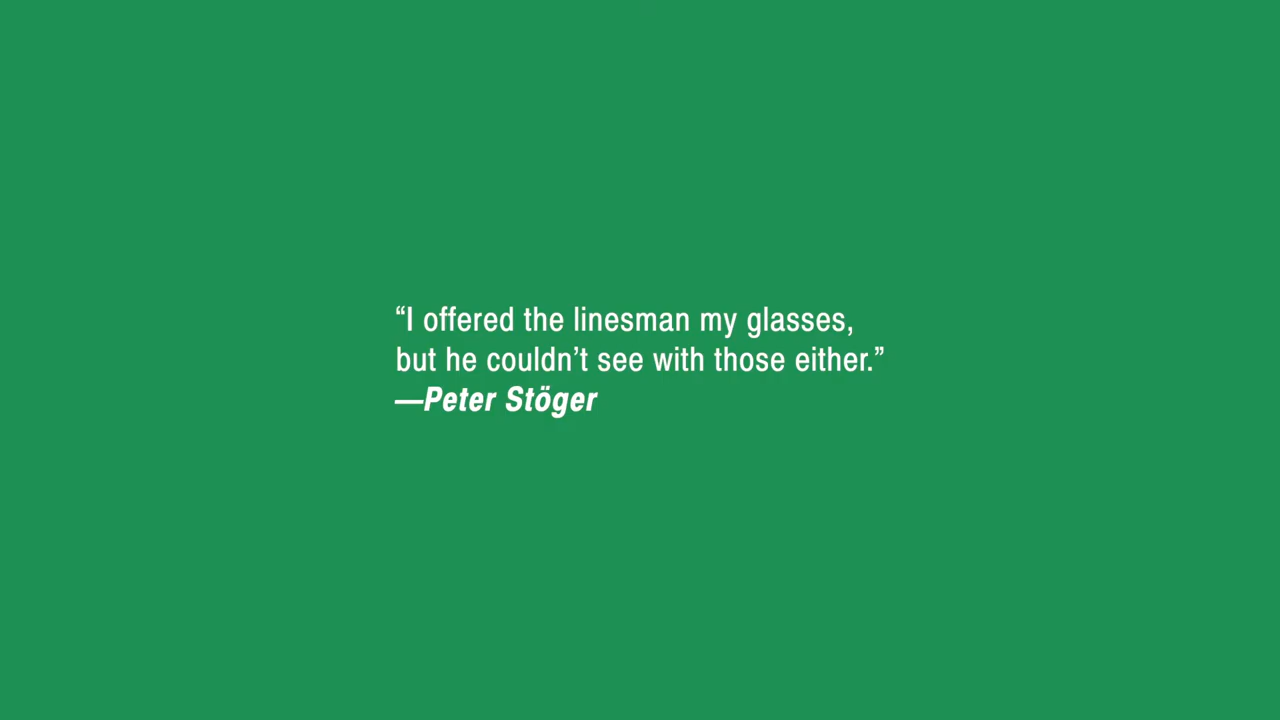 “I offered the linesman my glasses,
but he couldn’t see with those either.”
—Peter Stöger